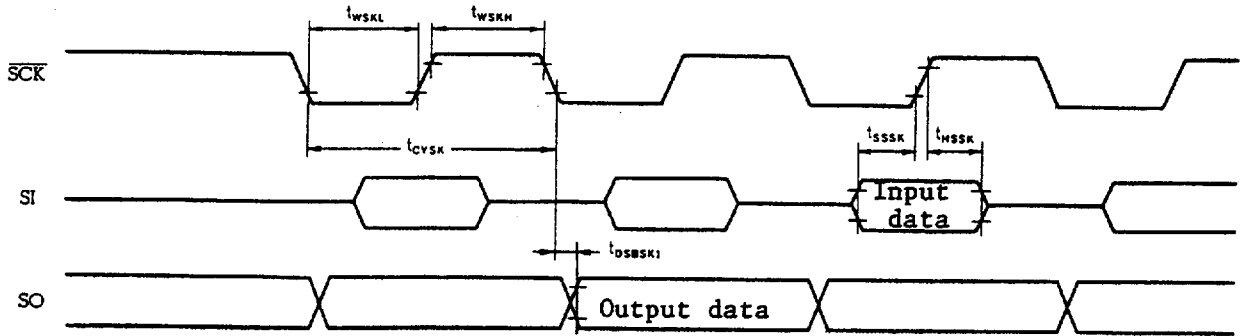 tWSKL
tWSKH
SCK
tCYSK
tSSSK
tHSSK
SI
Input
data
tDSBSK1
SO
Output data